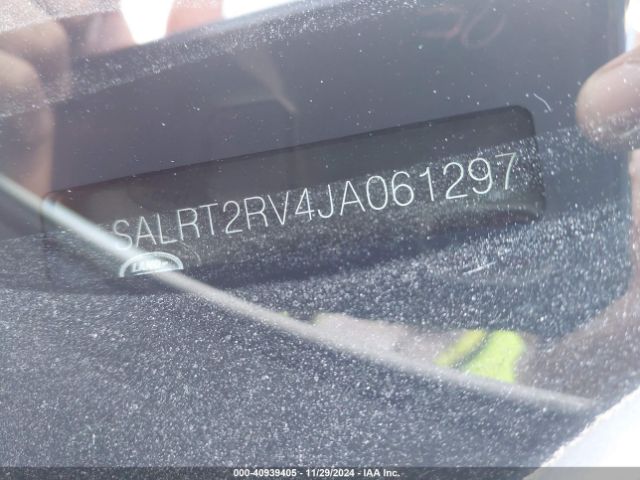 SALRT2RV4JA061297
000-40939405 - 11/29/2024 - IAA Inc.